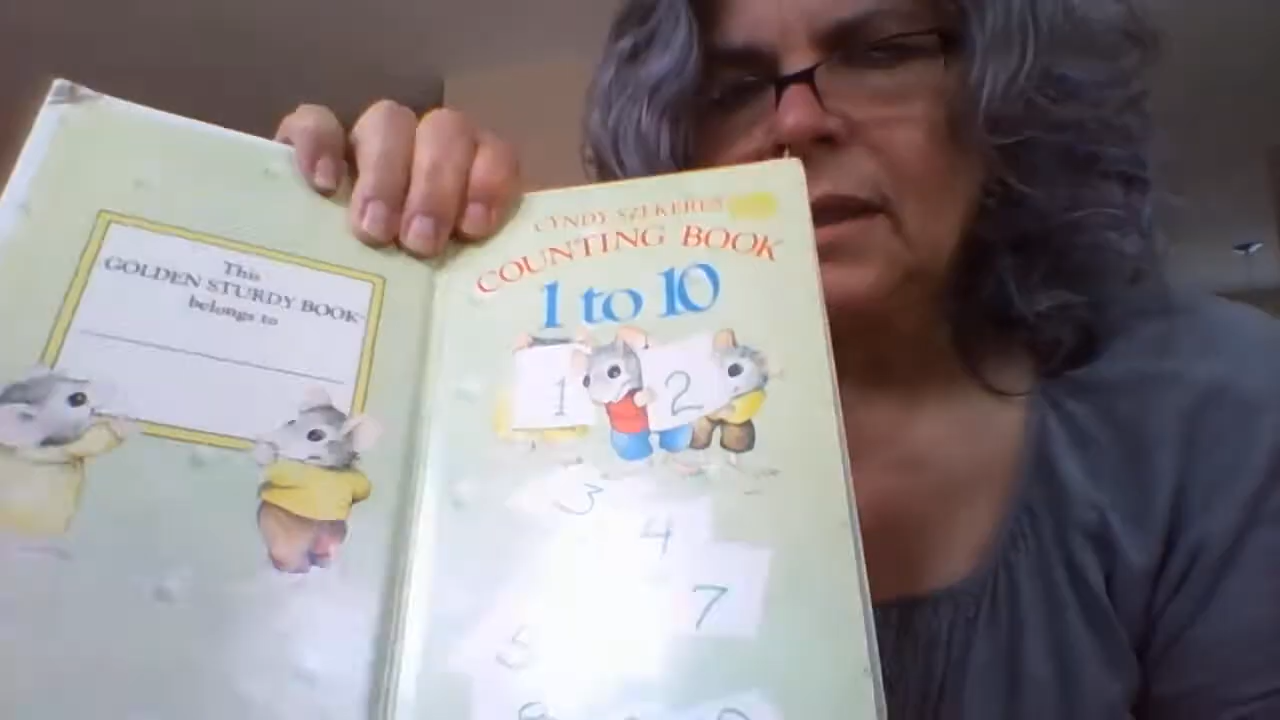 This
GOLDEN STURDY BOOK
belongs to
CYNDY SZEKERES
COUNTING BOOK
1 to 10
1
2
3
4
7
5